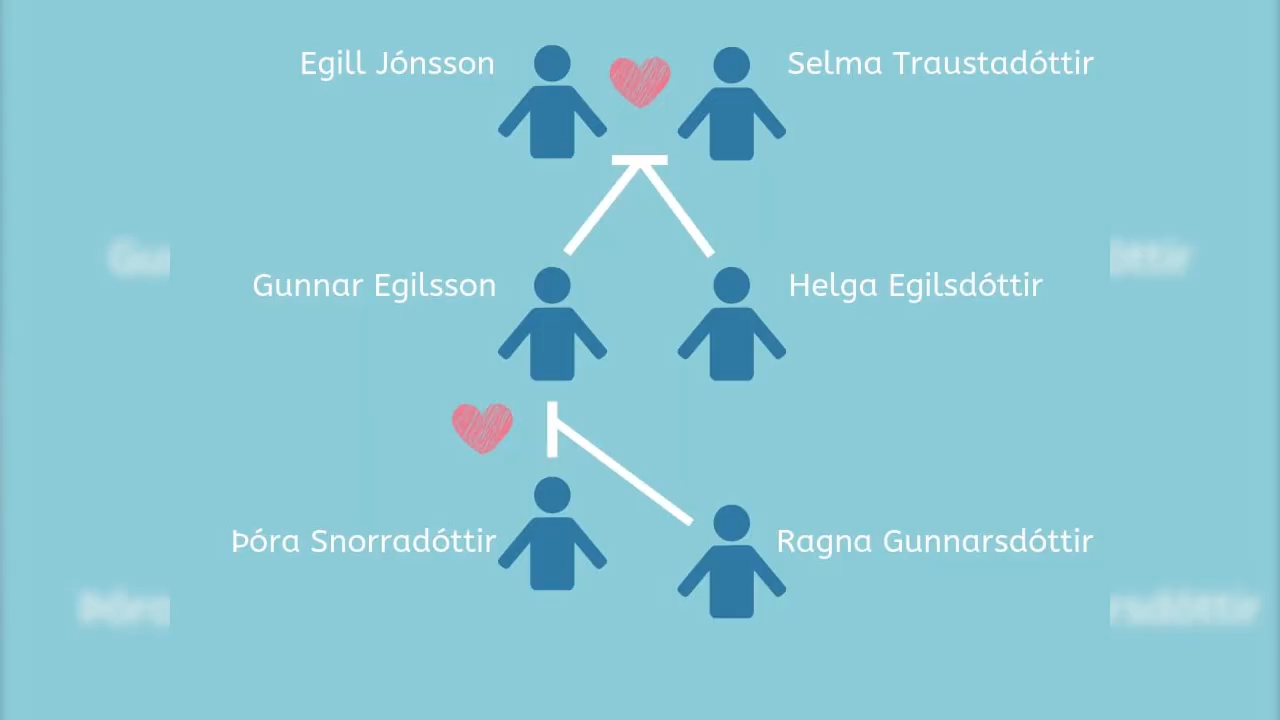 Egill Jónsson
Selma Traustadóttir
Gunnar Egilsson
Helga Egilsdóttir
Þóra Snorradóttir
Ragna Gunnarsdóttir